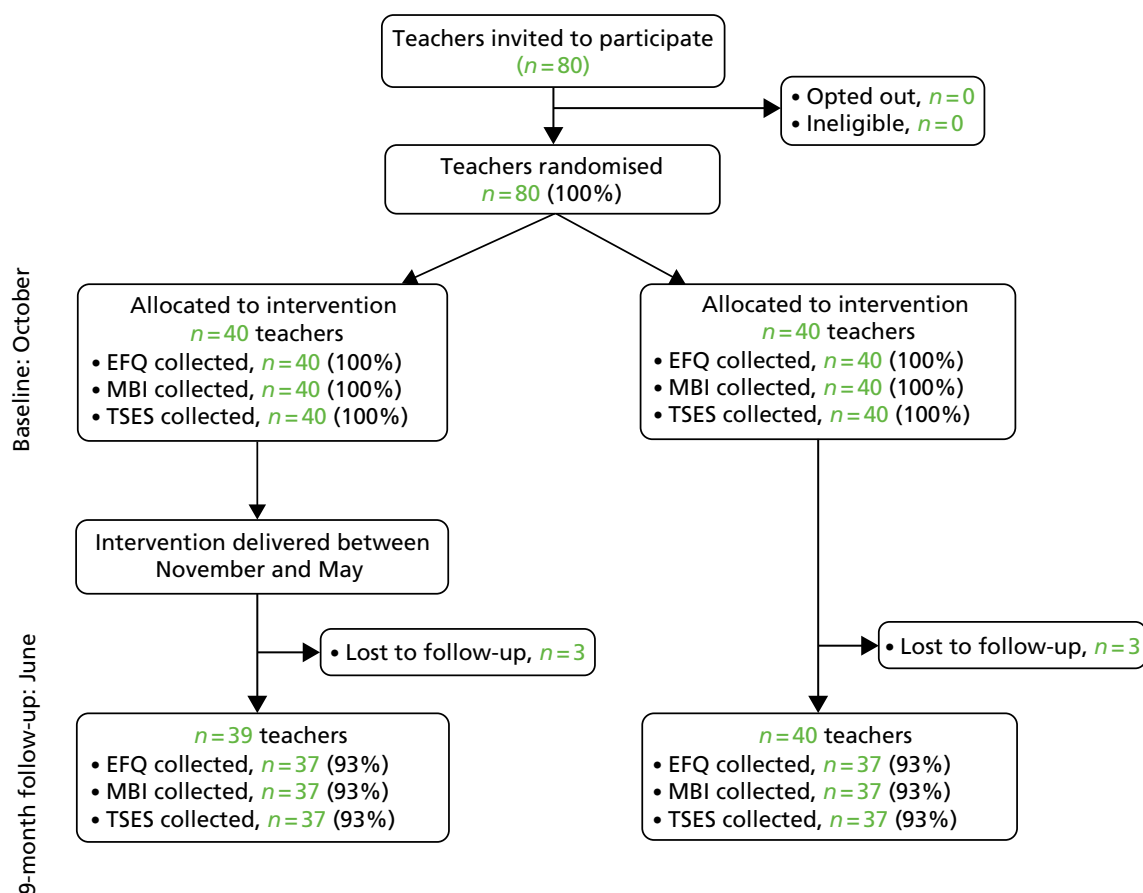 Teachers invited to participate
(n=80)
• Opted out, n=0
• Ineligible, n=0
Teachers randomised
n=80 (100%)
Baseline: October
Allocated to intervention
n=40 teachers
• EFQ collected, n=40 (100%)
• MBI collected, n=40 (100%)
• TSES collected, n=40 (100%)
Allocated to intervention
n=40 teachers
• EFQ collected, n=40 (100%)
• MBI collected, n=40 (100%)
• TSES collected, n=40 (100%)
Intervention delivered between
November and May
9-month follow-up: June
• Lost to follow-up, n=3
• Lost to follow-up, n=3
n=39 teachers
• EFQ collected, n=37 (93%)
• MBI collected, n=37 (93%)
• TSES collected, n=37 (93%)
n=40 teachers
• EFQ collected, n=37 (93%)
• MBI collected, n=37 (93%)
• TSES collected, n=37 (93%)